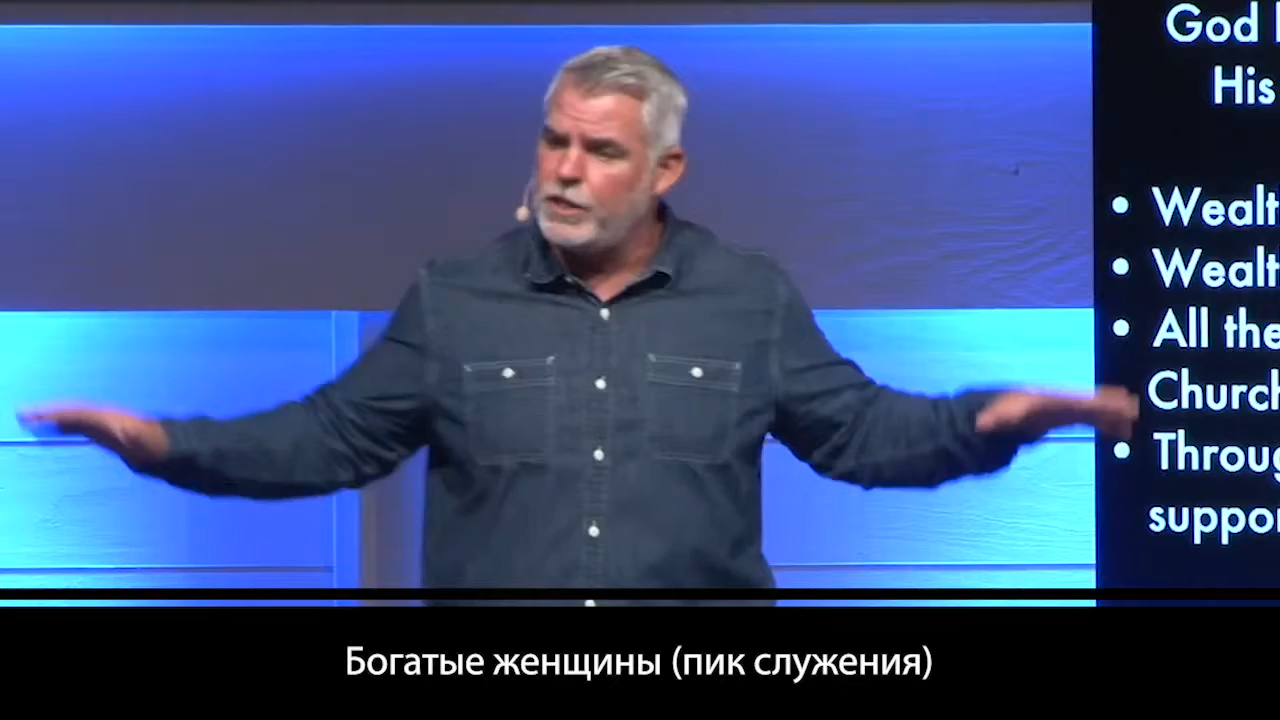 God
His
• Wealt
• Wealt
• All the
Church
• Throug
suppor
Богатые женщины (пик служения)